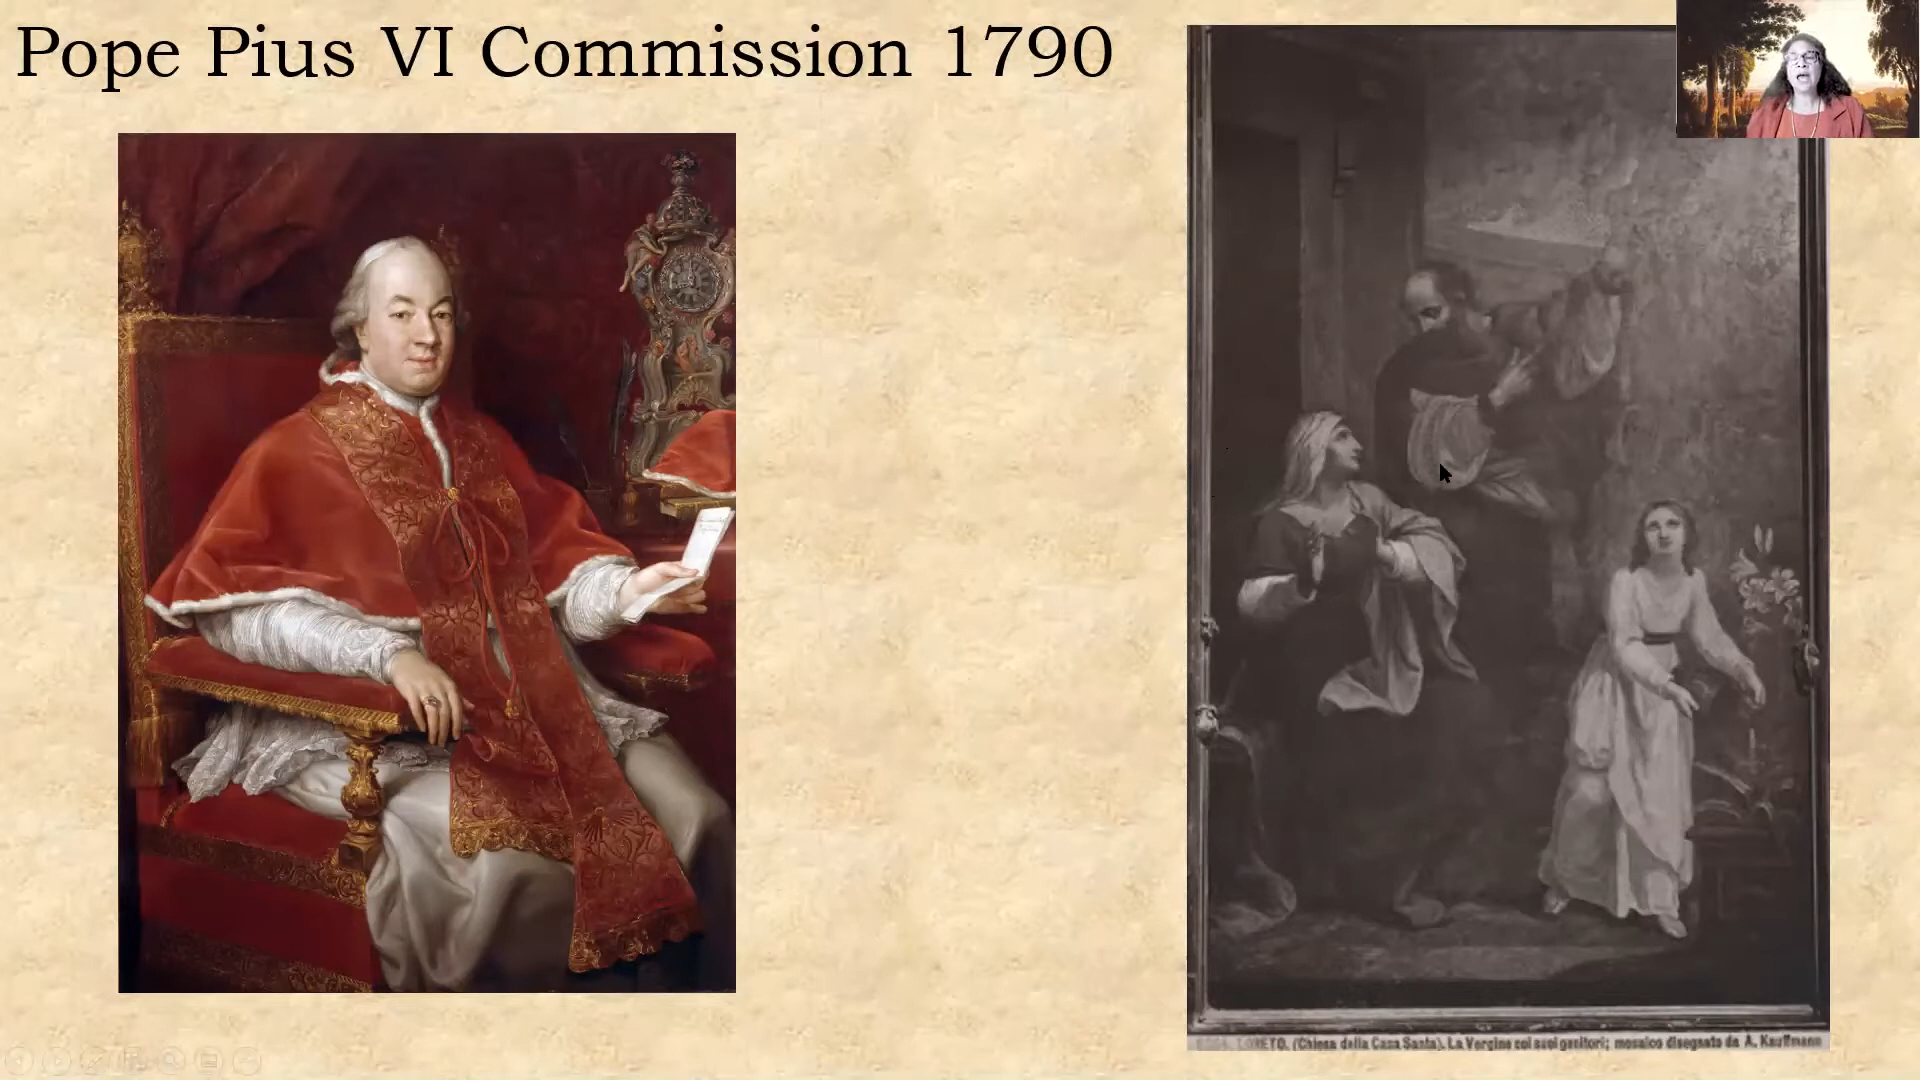 Pope Pius VI Commission 1790
LORETO. (Chiesa della Casa Santa). La Vergine coi suoi genitori; mosaico disegnato da A. Kauffmann